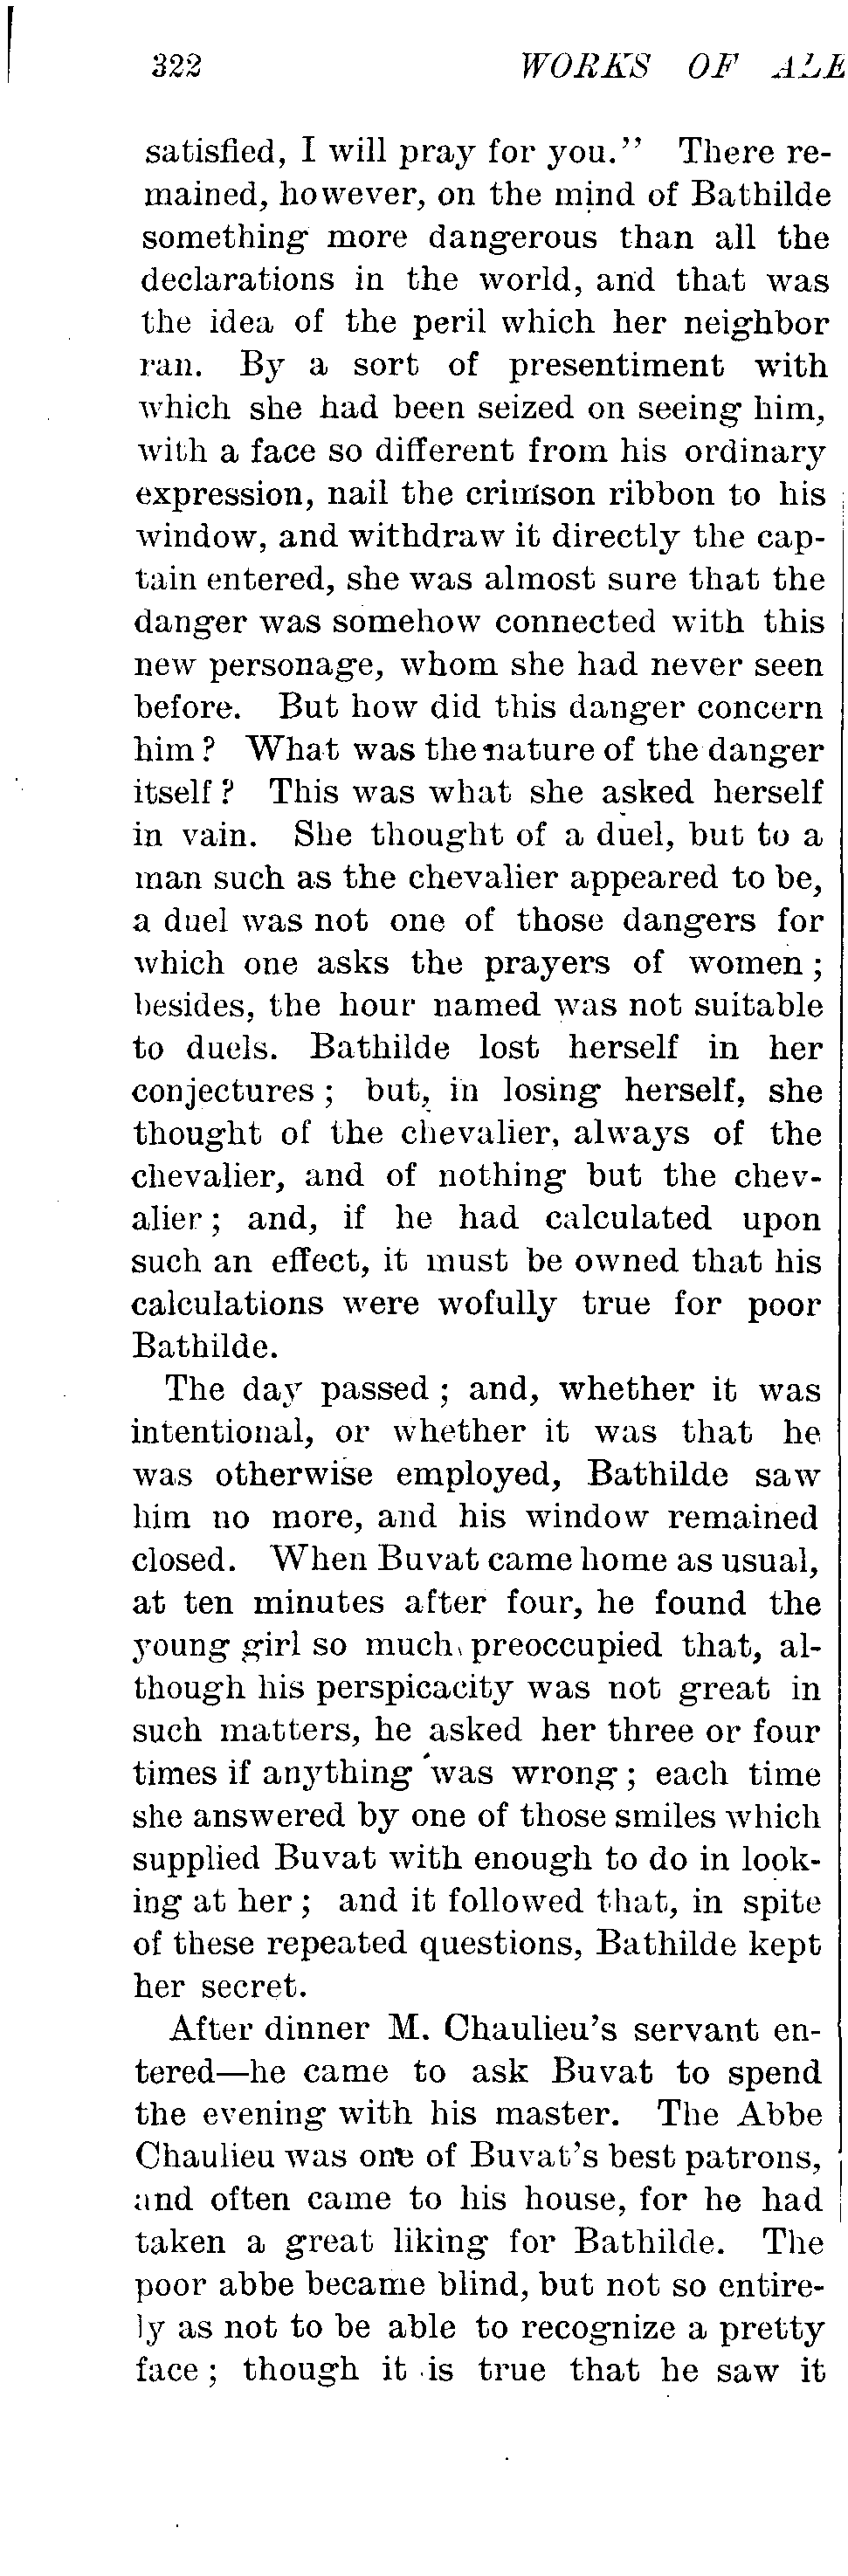 322 WORKS OF ALE
satisfied, I will pray for you." There re-
mained, however, on the mind of Bathilde
something more dangerous than all the
declarations in the world, and that was
the idea of the peril which her neighbor
ran. By a sort of presentiment with
which she had been seized on seeing him,
with a face so different from his ordinary
expression, nail the crimson ribbon to his
window, and withdraw it directly the cap-
tain entered, she was almost sure that the
danger was somehow connected with this
new personage, whom she had never seen
before. But how did this danger concern
him? What was the nature of the danger
itself? This was what she asked herself
in vain. She thought of a duel, but to a
man such as the chevalier appeared to be,
a duel was not one of those dangers for
which one asks the prayers of women;
besides, the hour named was not suitable
to duels. Bathilde lost herself in her
conjectures; but, in losing herself, she
thought of the chevalier, always of the
chevalier, and of nothing but the chev-
alier; and, if he had calculated upon
such an effect, it must be owned that his
calculations were wofully true for poor
Bathilde.
The day passed; and, whether it was
intentional, or whether it was that he
was otherwise employed, Bathilde saw
him no more, and his window remained
closed. When Buvat came home as usual,
at ten minutes after four, he found the
young girl so much preoccupied that, al-
though his perspicacity was not great in
such matters, he asked her three or four
times if anything was wrong; each time
she answered by one of those smiles which
supplied Buvat with enough to do in look-
ing at her; and it followed that, in spite
of these repeated questions, Bathilde kept
her secret.
After dinner M. Chaulieu's servant en-
tered—he came to ask Buvat to spend
the evening with his master. The Abbe
Chaulieu was one of Buvat's best patrons,
and often came to his house, for he had
taken a great liking for Bathilde. The
poor abbe became blind, but not so entire-
ly as not to be able to recognize a pretty
face; though it is true that he saw it